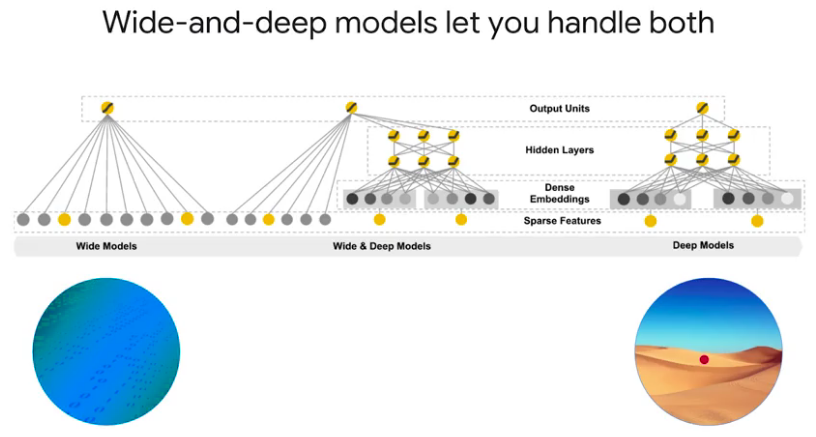 Wide-and-deep models let you handle both
Output Units
Hidden Layers
Dense
Embeddings
Sparse Features
Wide Models
Wide & Deep Models
Deep Models